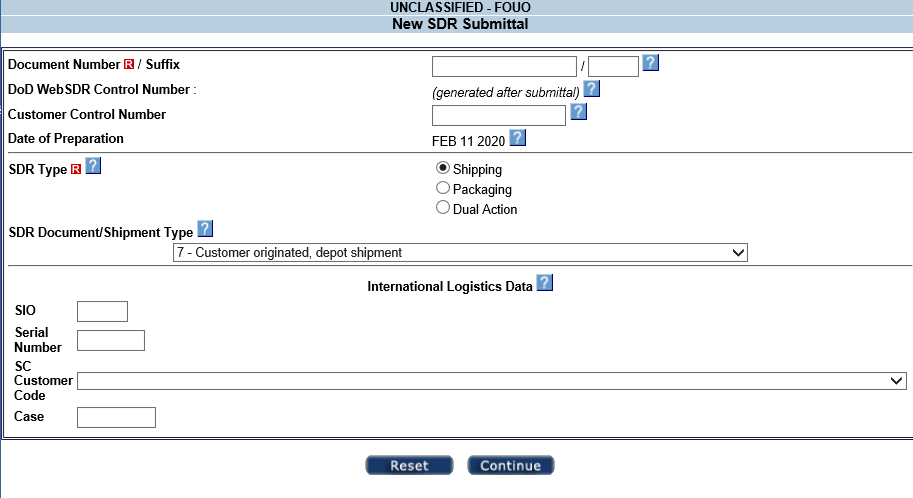 UNCLASSIFIED - FOUO
New SDR Submittal
Document Number R / Suffix / ?
DoD WebSDR Control Number : (generated after submittal) ?
Customer Control Number ?
Date of Preparation FEB 11 2020 ?
SDR Type R ? Shipping
Packaging
Dual Action
SDR Document/Shipment Type ?
7 - Customer originated, depot shipment
International Logistics Data ?
SIO
Serial
Number
SC
Customer
Code
Case
Reset Continue